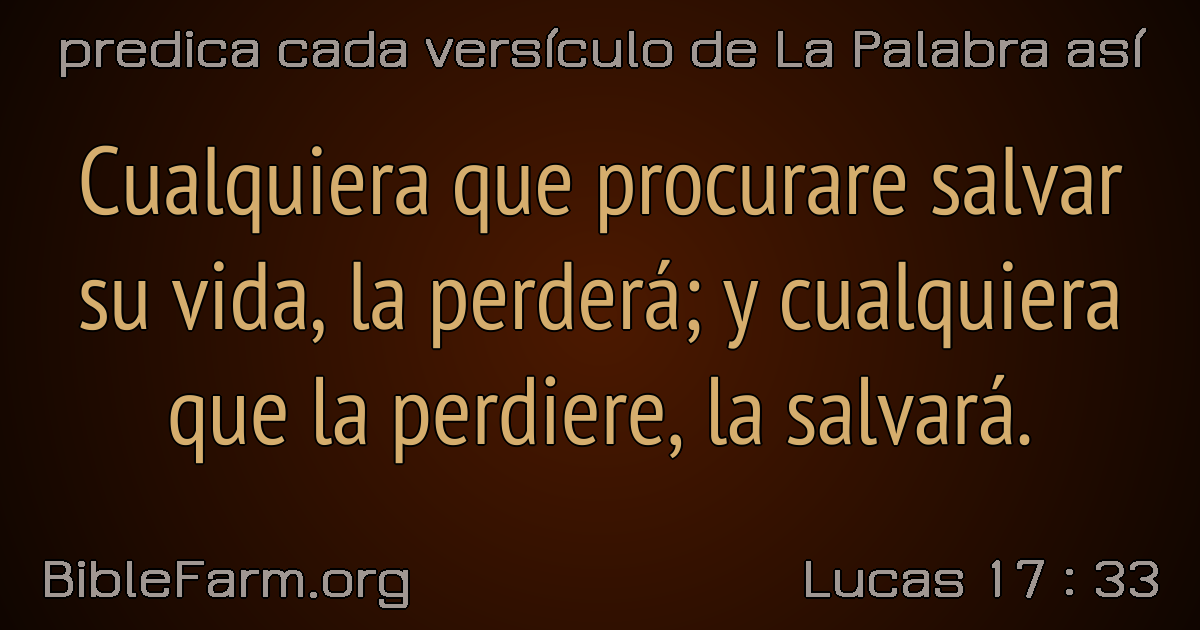 predica cada versículo de La Palabra así
Cualquiera que procurare salvar
su vida, la perderá; y cualquiera
que la perdiere, la salvará.
BibleFarm.org
Lucas 17 : 33